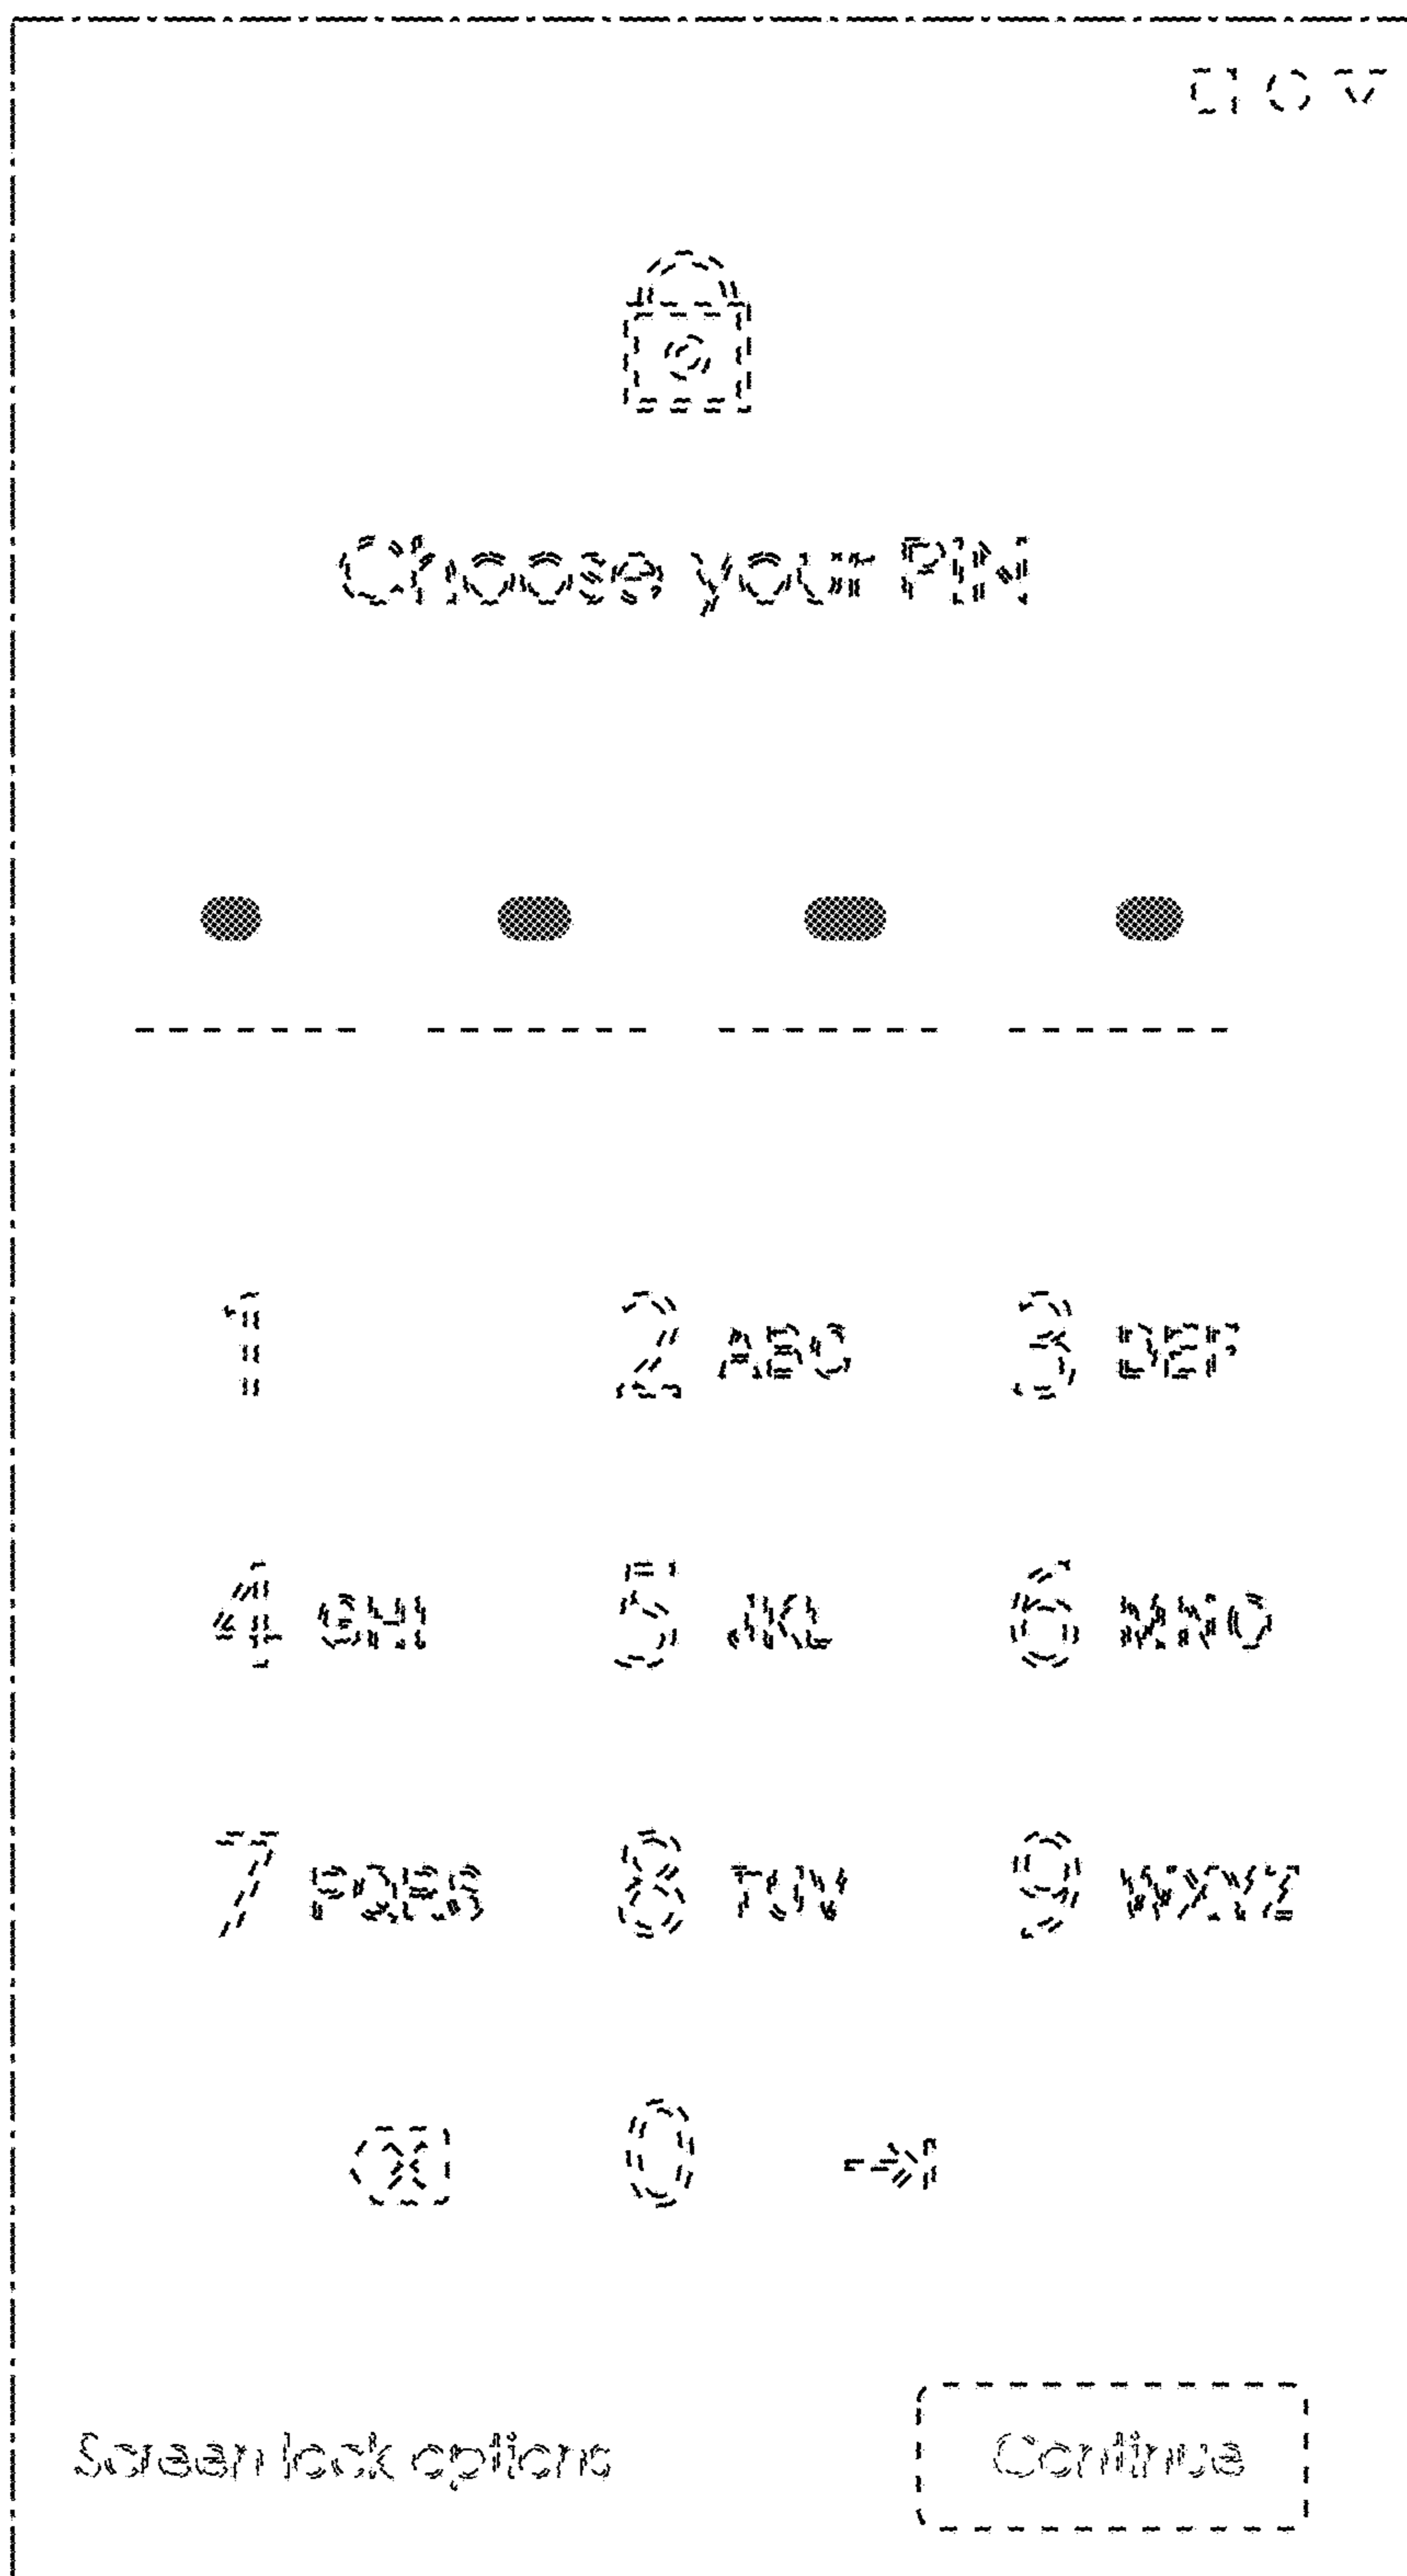 Choose your PIN
1 2 ABC 3 DEF
4 GHI 5 JKL 6 MNO
7 PQRS 8 TUV 9 WXYZ
0
Screen lock options Continue